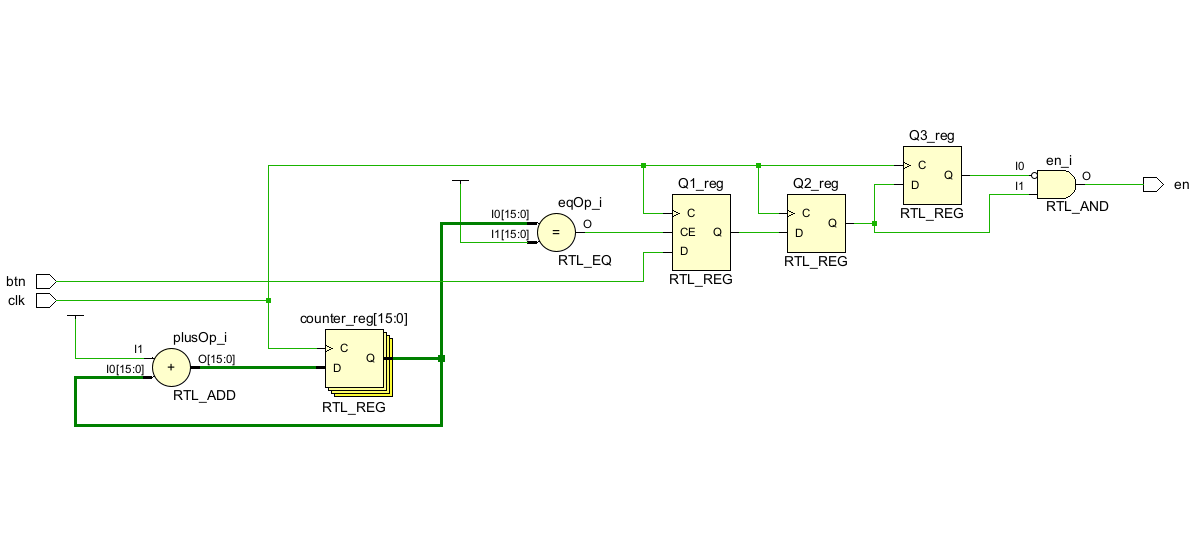 Q3_reg
C
D
Q
RTL_REG
I0
I1
en_i
O
RTL_AND
en
Q1_reg
C
CE
D
Q
RTL_REG
Q2_reg
C
D
Q
RTL_REG
eqOp_i
I0[15:0]
I1[15:0]
=
O
RTL_EQ
btn
clk
counter_reg[15:0]
C
D
Q
RTL_REG
plusOp_i
I1
I0[15:0]
+
O[15:0]
RTL_ADD